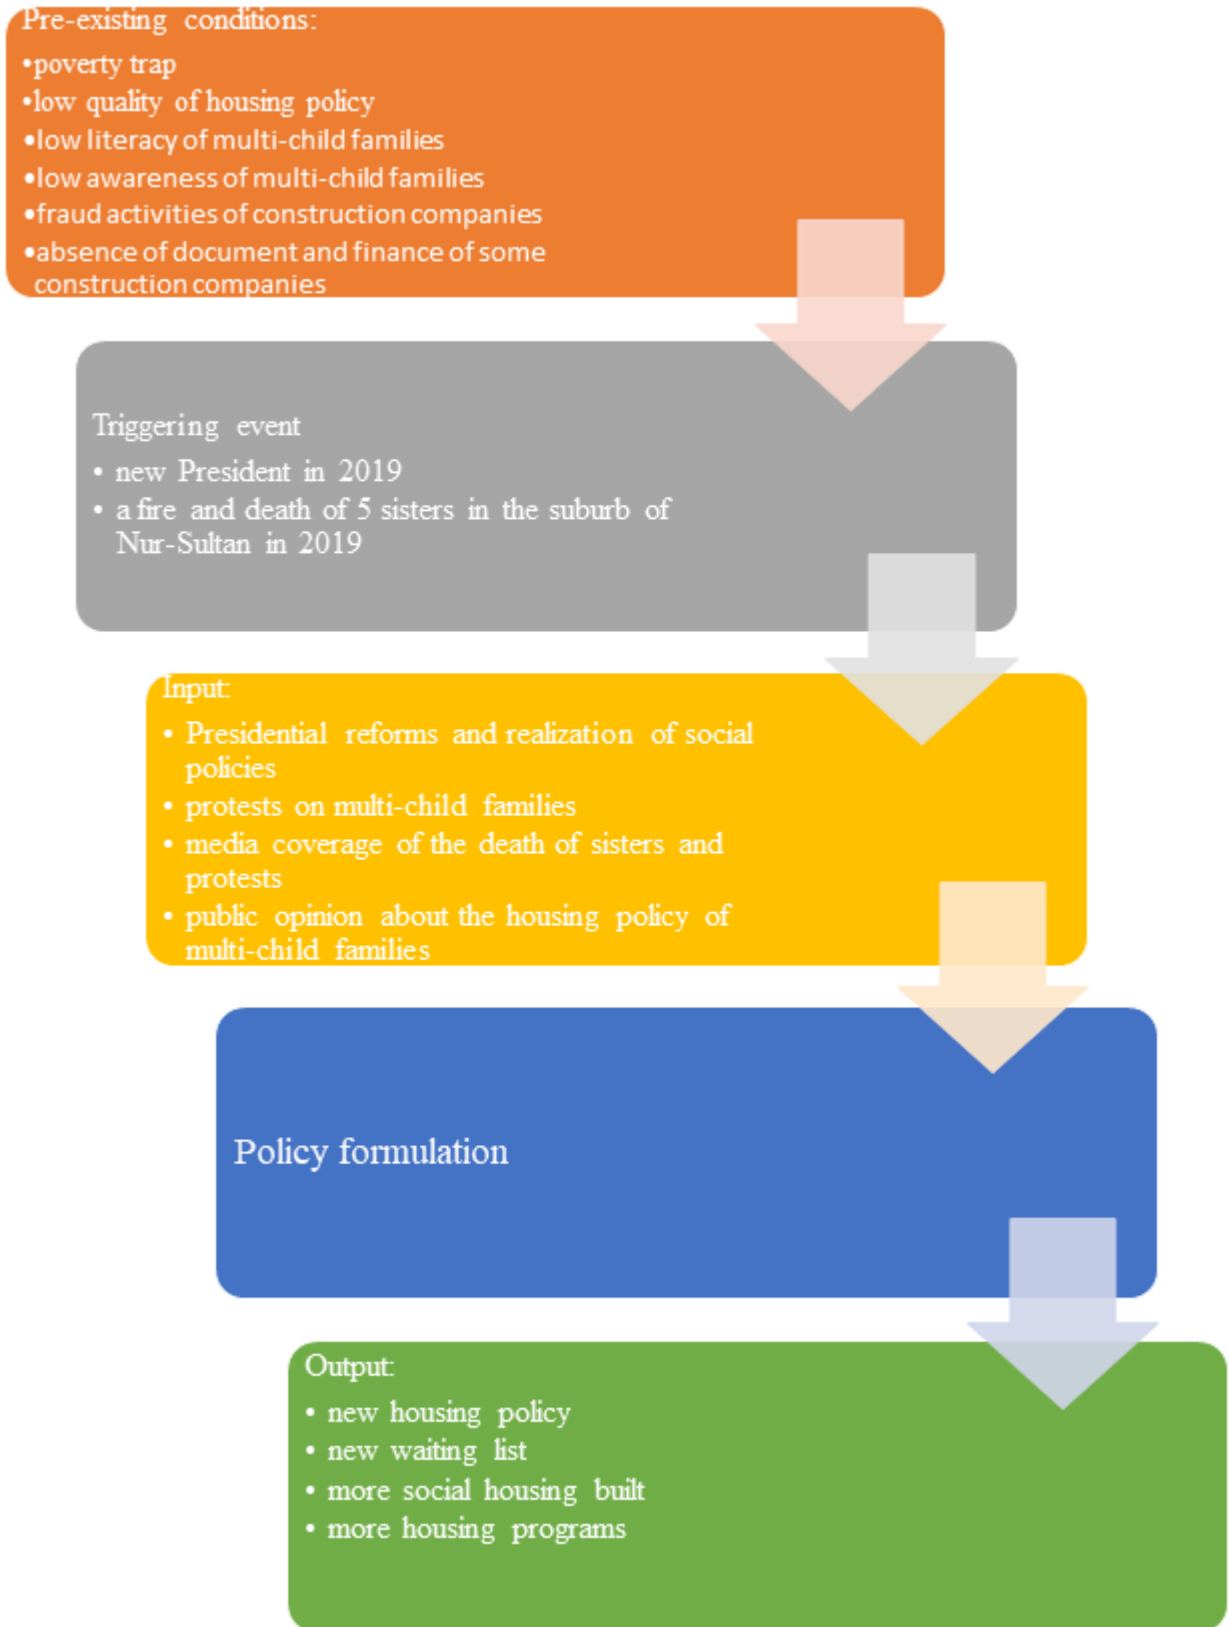 Pre-existing conditions:
•poverty trap
•low quality of housing policy
•low literacy of multi-child families
•low awareness of multi-child families
•fraud activities of construction companies
•absence of document and finance of some
construction companies
Triggering event
• new President in 2019
• a fire and death of 5 sisters in the suburb of
Nur-Sultan in 2019
Input:
• Presidential reforms and realization of social
policies
• protests on multi-child families
• media coverage of the death of sisters and
protests
• public opinion about the housing policy of
multi-child families
Policy formulation
Output:
• new housing policy
• new waiting list
• more social housing built
• more housing programs